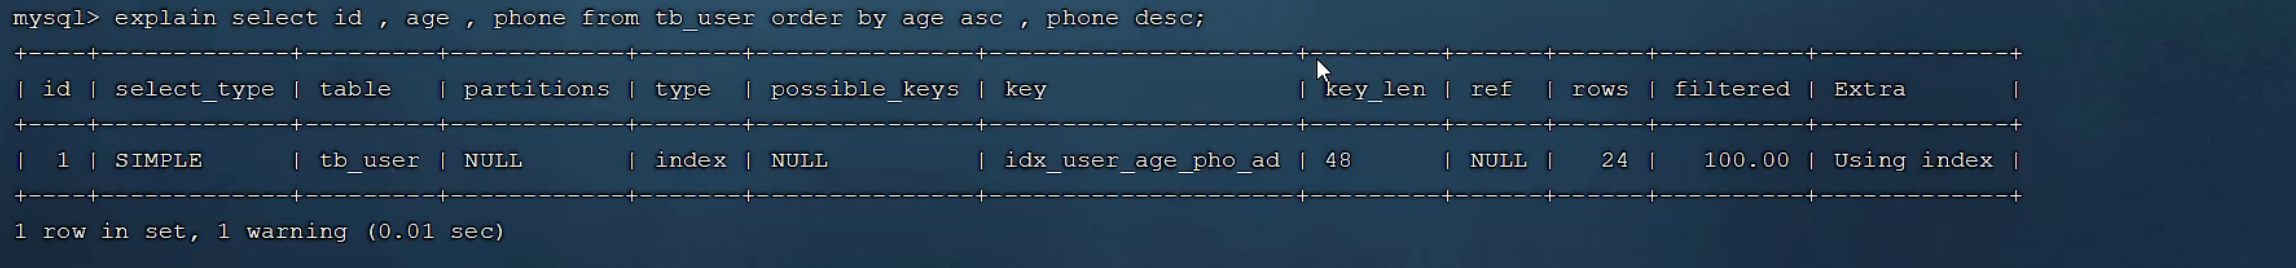 mysql> explain select id , age , phone from tb_user order by age asc , phone desc;
+----+-------------+---------+------------+-------+---------------+---------------------+---------+------+------+----------+-------------+
| id | select_type | table   | partitions | type  | possible_keys | key                 | key_len | ref  | rows | filtered | Extra       |
+----+-------------+---------+------------+-------+---------------+---------------------+---------+------+------+----------+-------------+
|  1 | SIMPLE      | tb_user | NULL       | index | NULL          | idx_user_age_pho_ad | 48      | NULL |   24 |   100.00 | Using index |
+----+-------------+---------+------------+-------+---------------+---------------------+---------+------+------+----------+-------------+
1 row in set, 1 warning (0.01 sec)